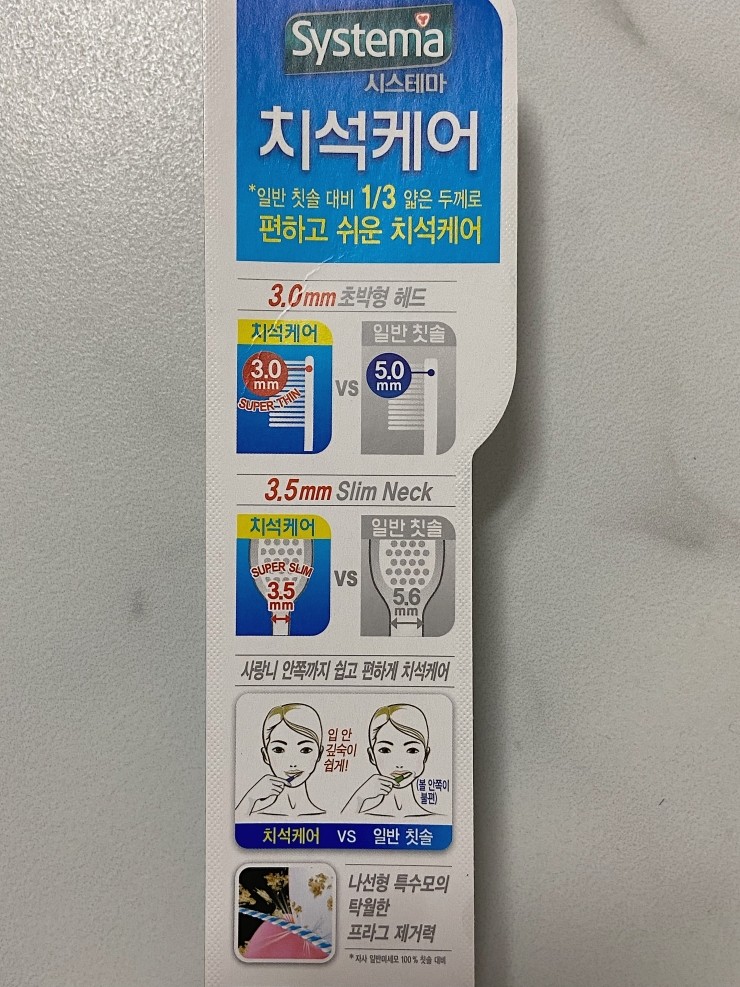 Systema
시스테마
치석케어
*일반 칫솔 대비 1/3 얇은 두께로
편하고 쉬운 치석케어
3.0mm 초박형 헤드
치석케어
3.0
mm
SUPER THIN
VS
일반 칫솔
5.0
mm
3.5mm Slim Neck
치석케어
SUPER SLIM
3.5
mm
VS
일반 칫솔
5.6
mm
사랑니 안쪽까지 쉽고 편하게 치석케어
입 안
깊숙이
쉽게!
(볼 안쪽이
불편)
치석케어 VS 일반 칫솔
나선형 특수모의
탁월한
프라그 제거력
*자사 일반미세모 100% 칫솔 대비